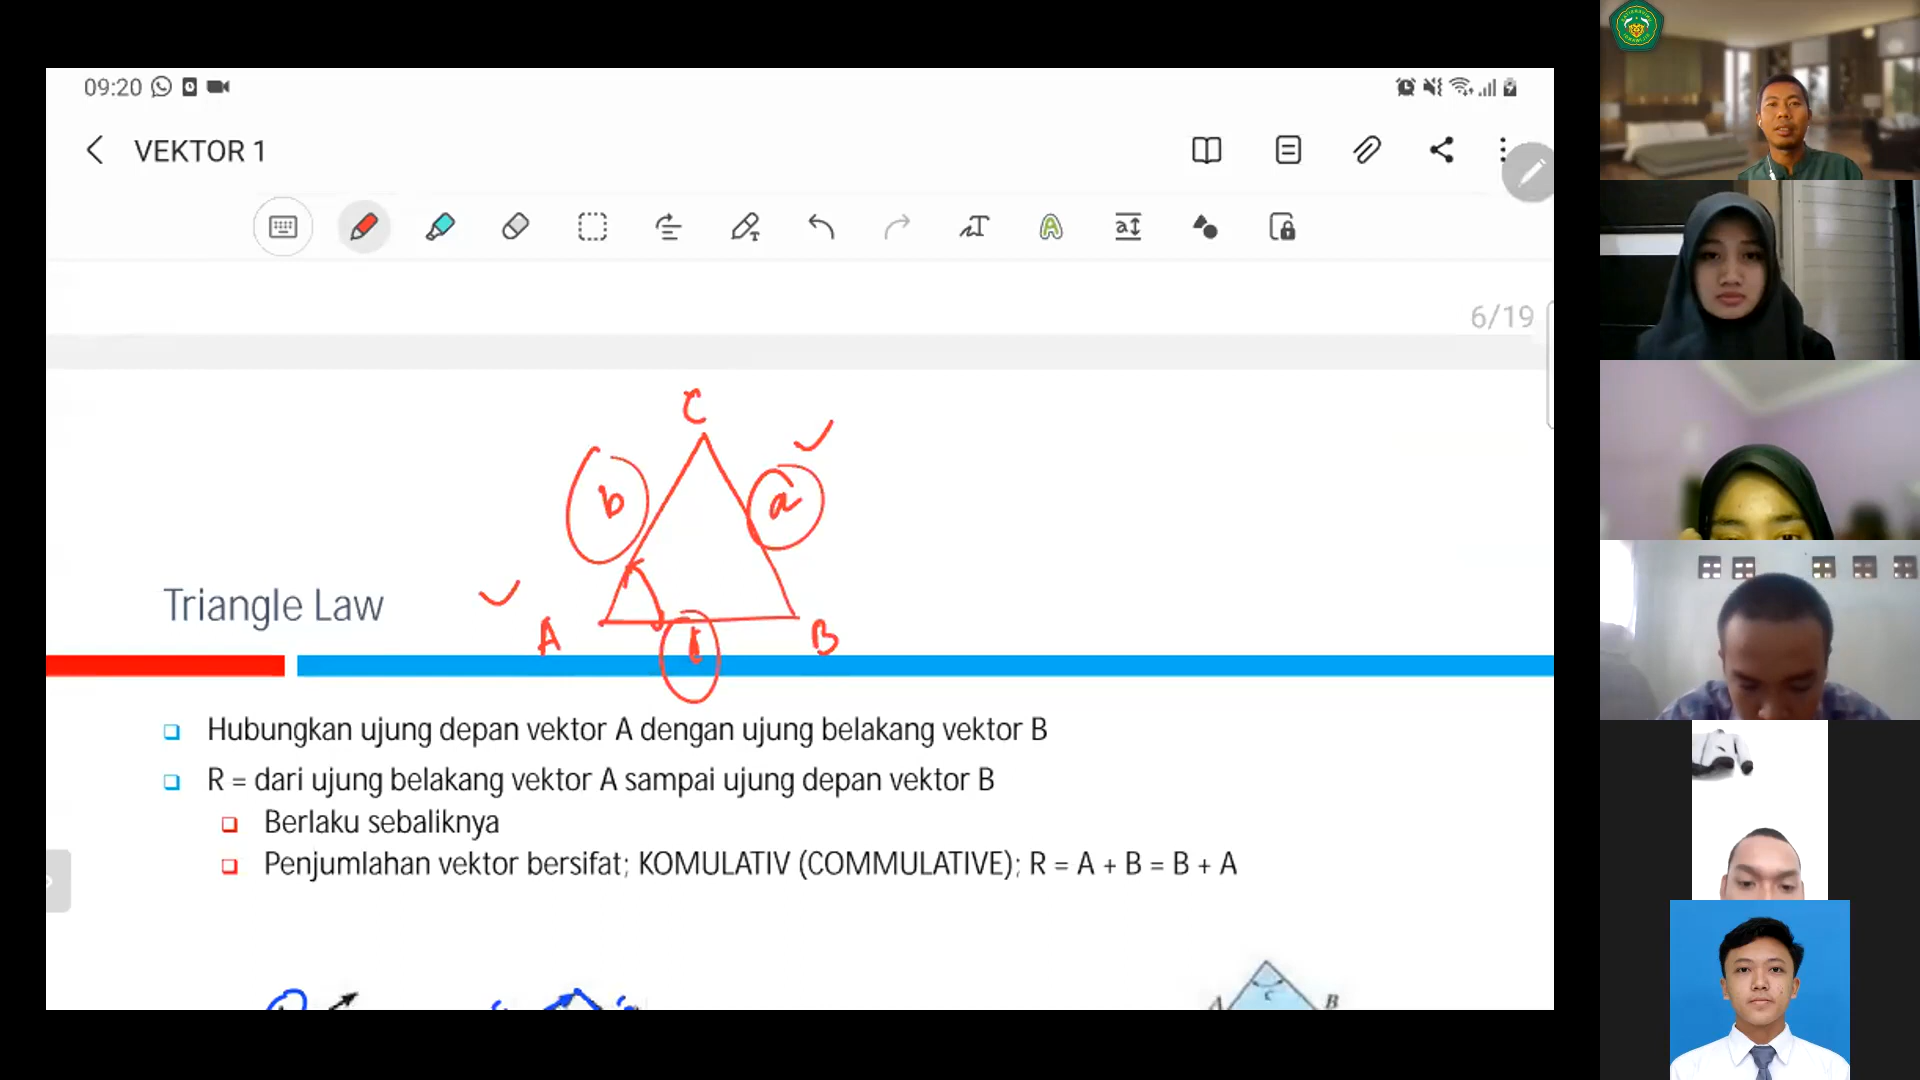 09:20
VEKTOR 1
6/19
C
b
a
A
B
Triangle Law
Hubungkan ujung depan vektor A dengan ujung belakang vektor B
R = dari ujung belakang vektor A sampai ujung depan vektor B
Berlaku sebaliknya
Penjumlahan vektor bersifat; KOMULATIV (COMMULATIVE); R = A + B = B + A
A
c
B